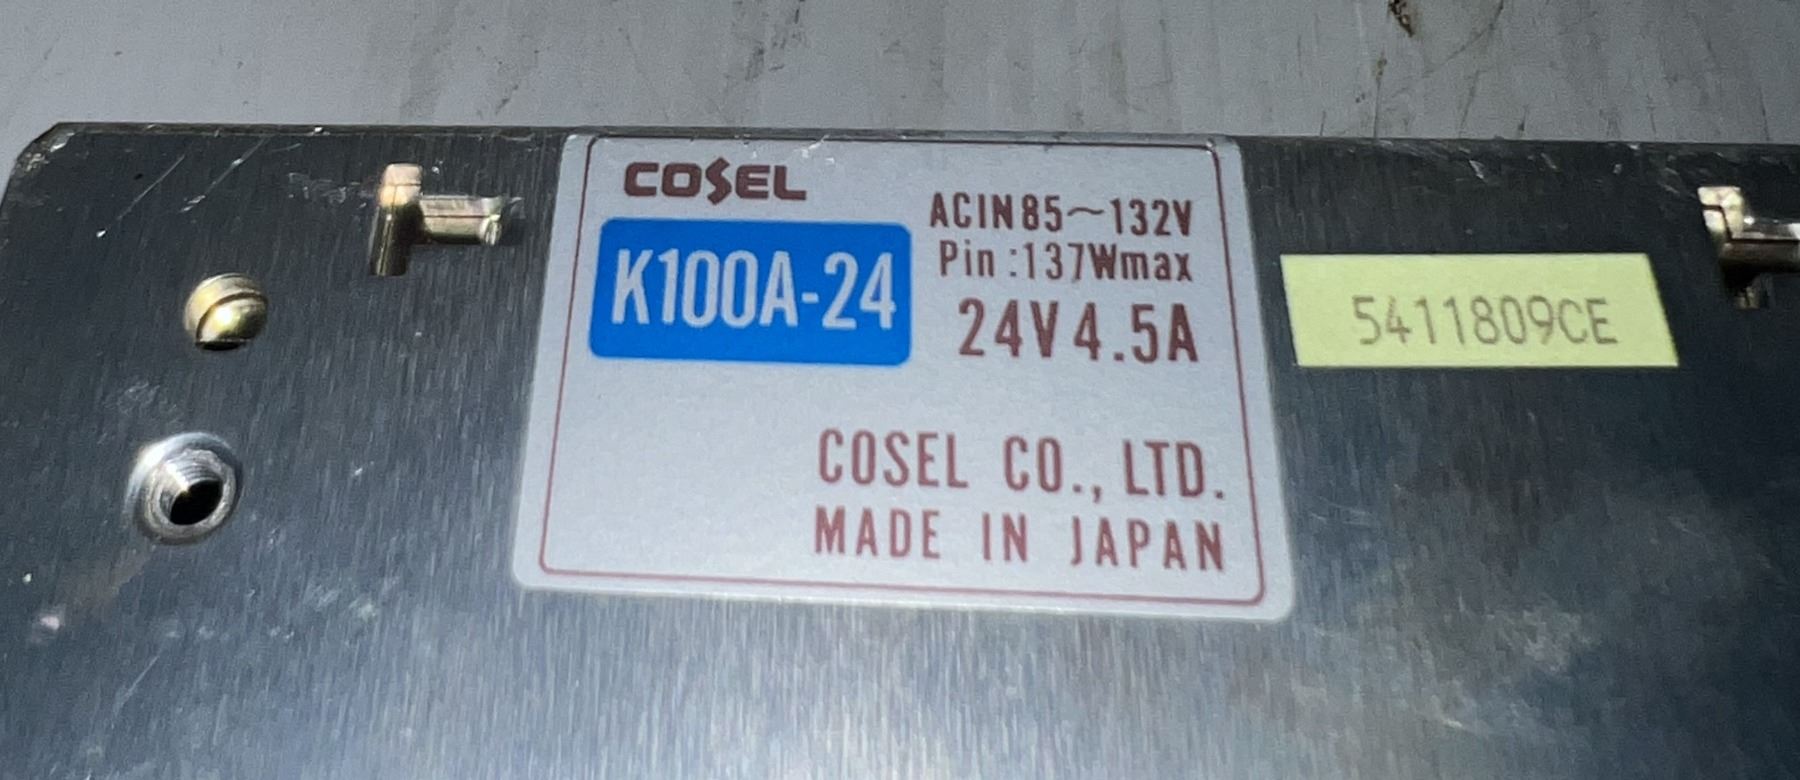 COSEL
K100A-24
ACIN85～132V
Pin:137Wmax
24V4.5A
COSEL CO., LTD.
MADE IN JAPAN
5411809CE